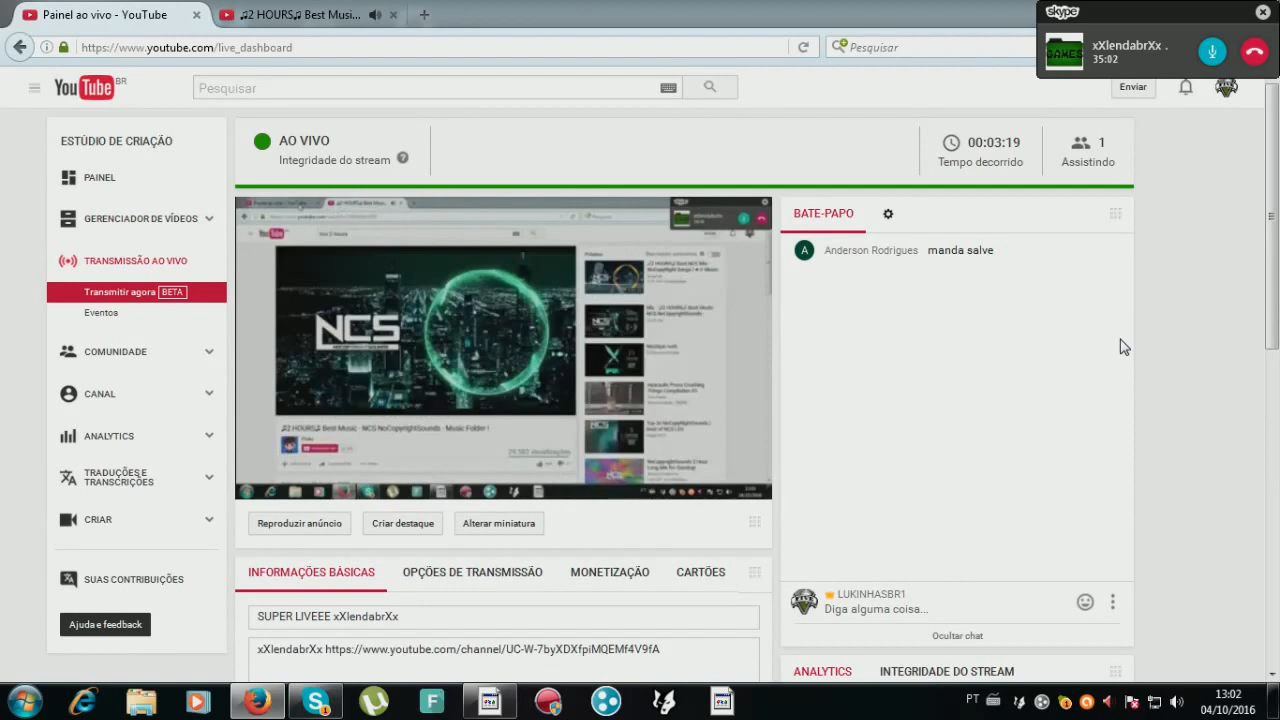 Painel ao vivo - YouTube
♫2 HOURS♫ Best Musi...
skype
xXlendabrXx .
35:02
GAMES
https://www.youtube.com/live_dashboard
Pesquisar
YouTube BR
Pesquisar
Enviar
ESTÚDIO DE CRIAÇÃO
PAINEL
GERENCIADOR DE VÍDEOS
TRANSMISSÃO AO VIVO
Transmitir agora BETA
Eventos
COMUNIDADE
CANAL
ANALYTICS
TRADUÇÕES E
TRANSCRIÇÕES
CRIAR
SUAS CONTRIBUIÇÕES
Ajuda e feedback
AO VIVO
Integridade do stream
00:03:19
Tempo decorrido
1
Assistindo
NCS
♫2 HOURS♫ Best Music - NCS NoCopyrightSounds - Music Folder !
Reproduzir anúncio
Criar destaque
Alterar miniatura
INFORMAÇÕES BÁSICAS
OPÇÕES DE TRANSMISSÃO
MONETIZAÇÃO
CARTÕES
SUPER LIVEEE xXlendabrXx
xXlendabrXx https://www.youtube.com/channel/UC-W-7byXDXfpiMQEMf4V9fA
BATE-PAPO
A Anderson Rodrigues manda salve
LUKINHASBR1
Diga alguma coisa...
Ocultar chat
ANALYTICS
INTEGRIDADE DO STREAM
PT
13:02
04/10/2016